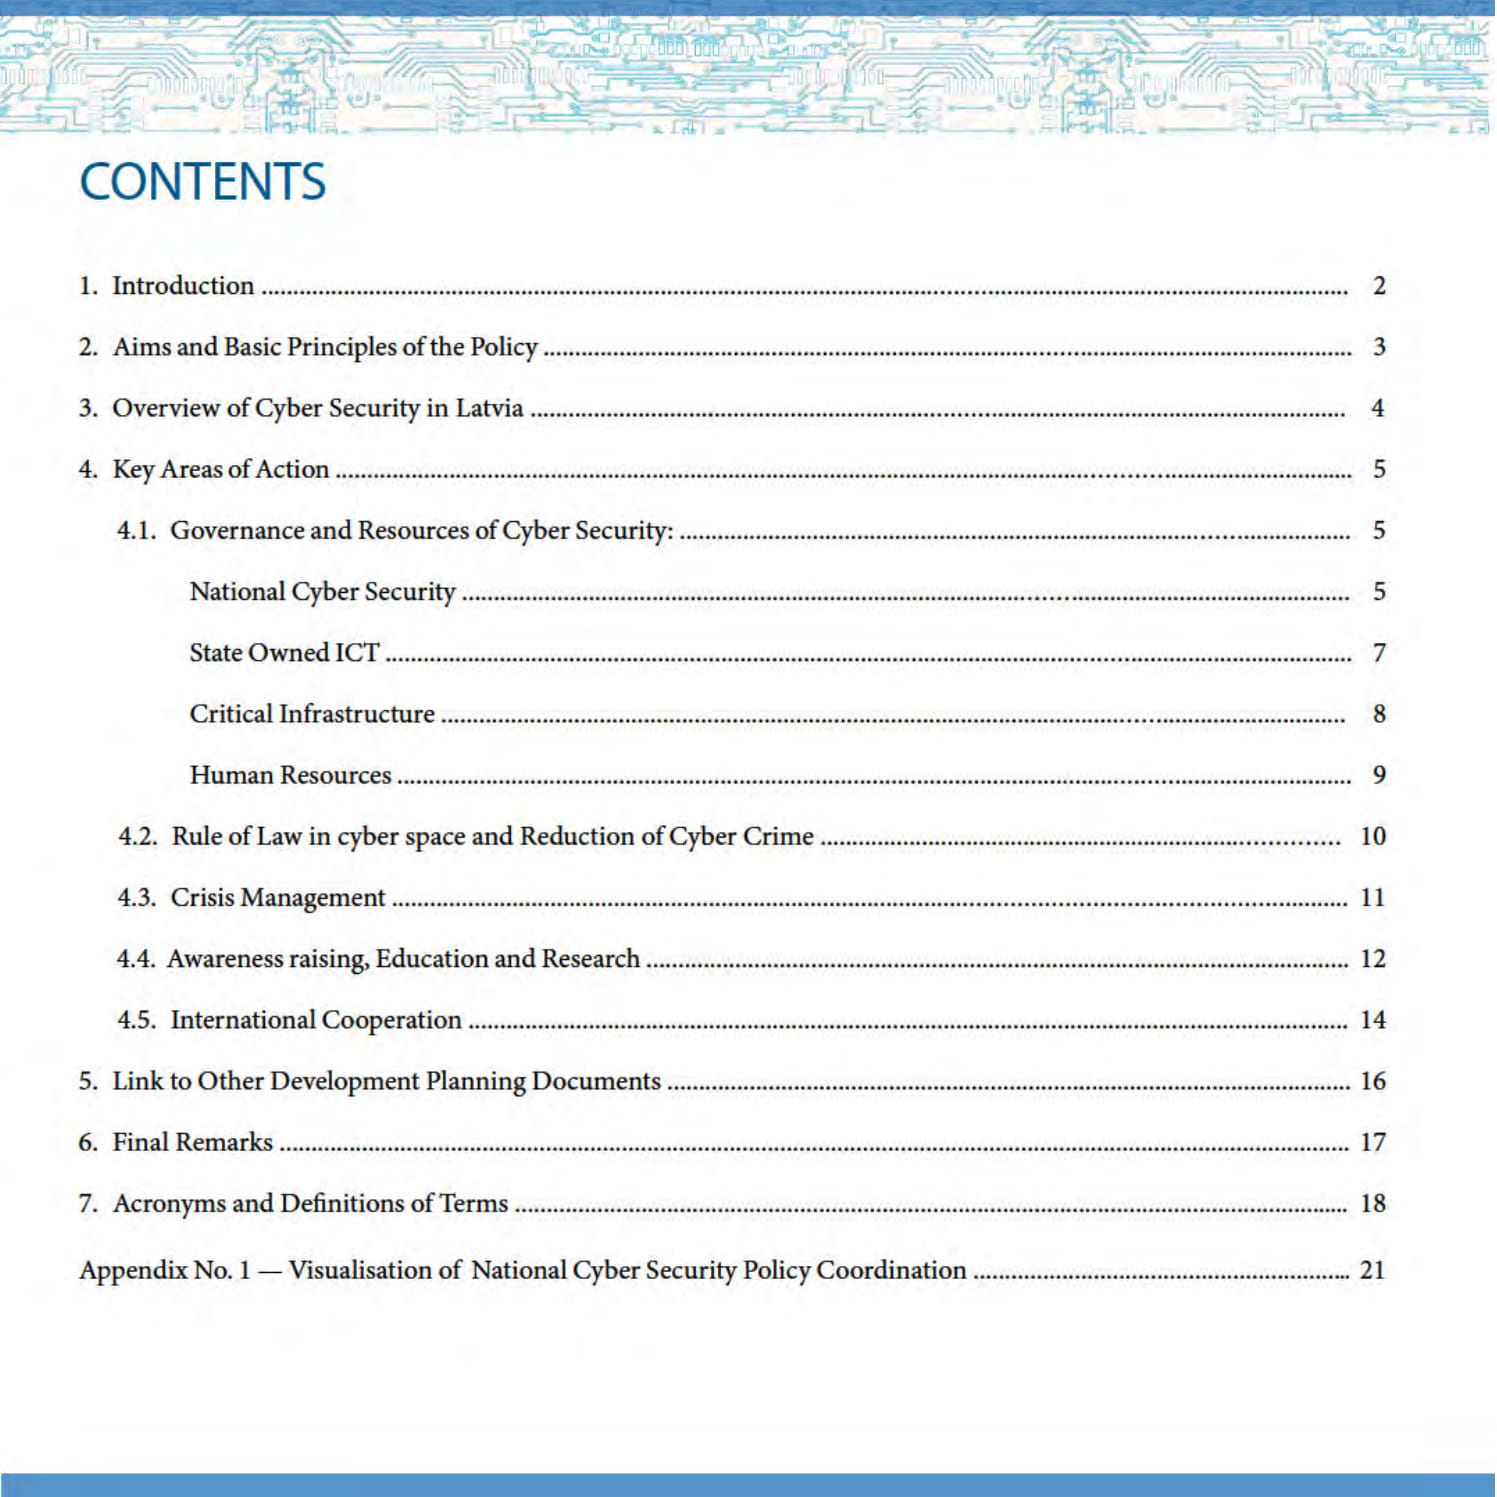 CONTENTS
1. Introduction ........................................ 2
2. Aims and Basic Principles of the Policy ........................................ 3
3. Overview of Cyber Security in Latvia ........................................ 4
4. Key Areas of Action ........................................ 5
4.1. Governance and Resources of Cyber Security: ........................................ 5
National Cyber Security ........................................ 5
State Owned ICT ........................................ 7
Critical Infrastructure ........................................ 8
Human Resources ........................................ 9
4.2. Rule of Law in cyber space and Reduction of Cyber Crime ........................................ 10
4.3. Crisis Management ........................................ 11
4.4. Awareness raising, Education and Research ........................................ 12
4.5. International Cooperation ........................................ 14
5. Link to Other Development Planning Documents ........................................ 16
6. Final Remarks ........................................ 17
7. Acronyms and Definitions of Terms ........................................ 18
Appendix No. 1 — Visualisation of National Cyber Security Policy Coordination ........................................ 21